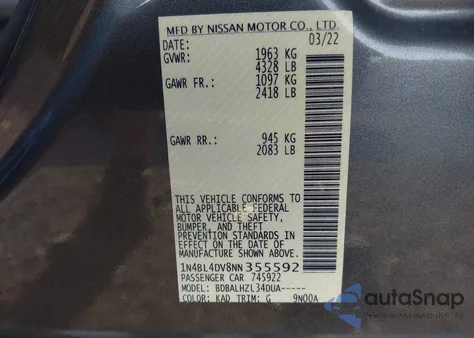 MFD BY NISSAN MOTOR CO., LTD.
DATE: 03/22
GVWR: 1963 KG
4328 LB
GAWR FR.: 1097 KG
2418 LB
GAWR RR.: 945 KG
2083 LB
THIS VEHICLE CONFORMS TO
ALL APPLICABLE FEDERAL
MOTOR VEHICLE SAFETY,
BUMPER, AND THEFT
PREVENTION STANDARDS IN
EFFECT ON THE DATE OF
MANUFACTURE SHOWN ABOVE.
1N4BL4DV8NN355592
PASSENGER CAR 745922
MODEL: BDBALHZL34DUA-----
COLOR: KAD TRIM: G 9N00A
autoSnap